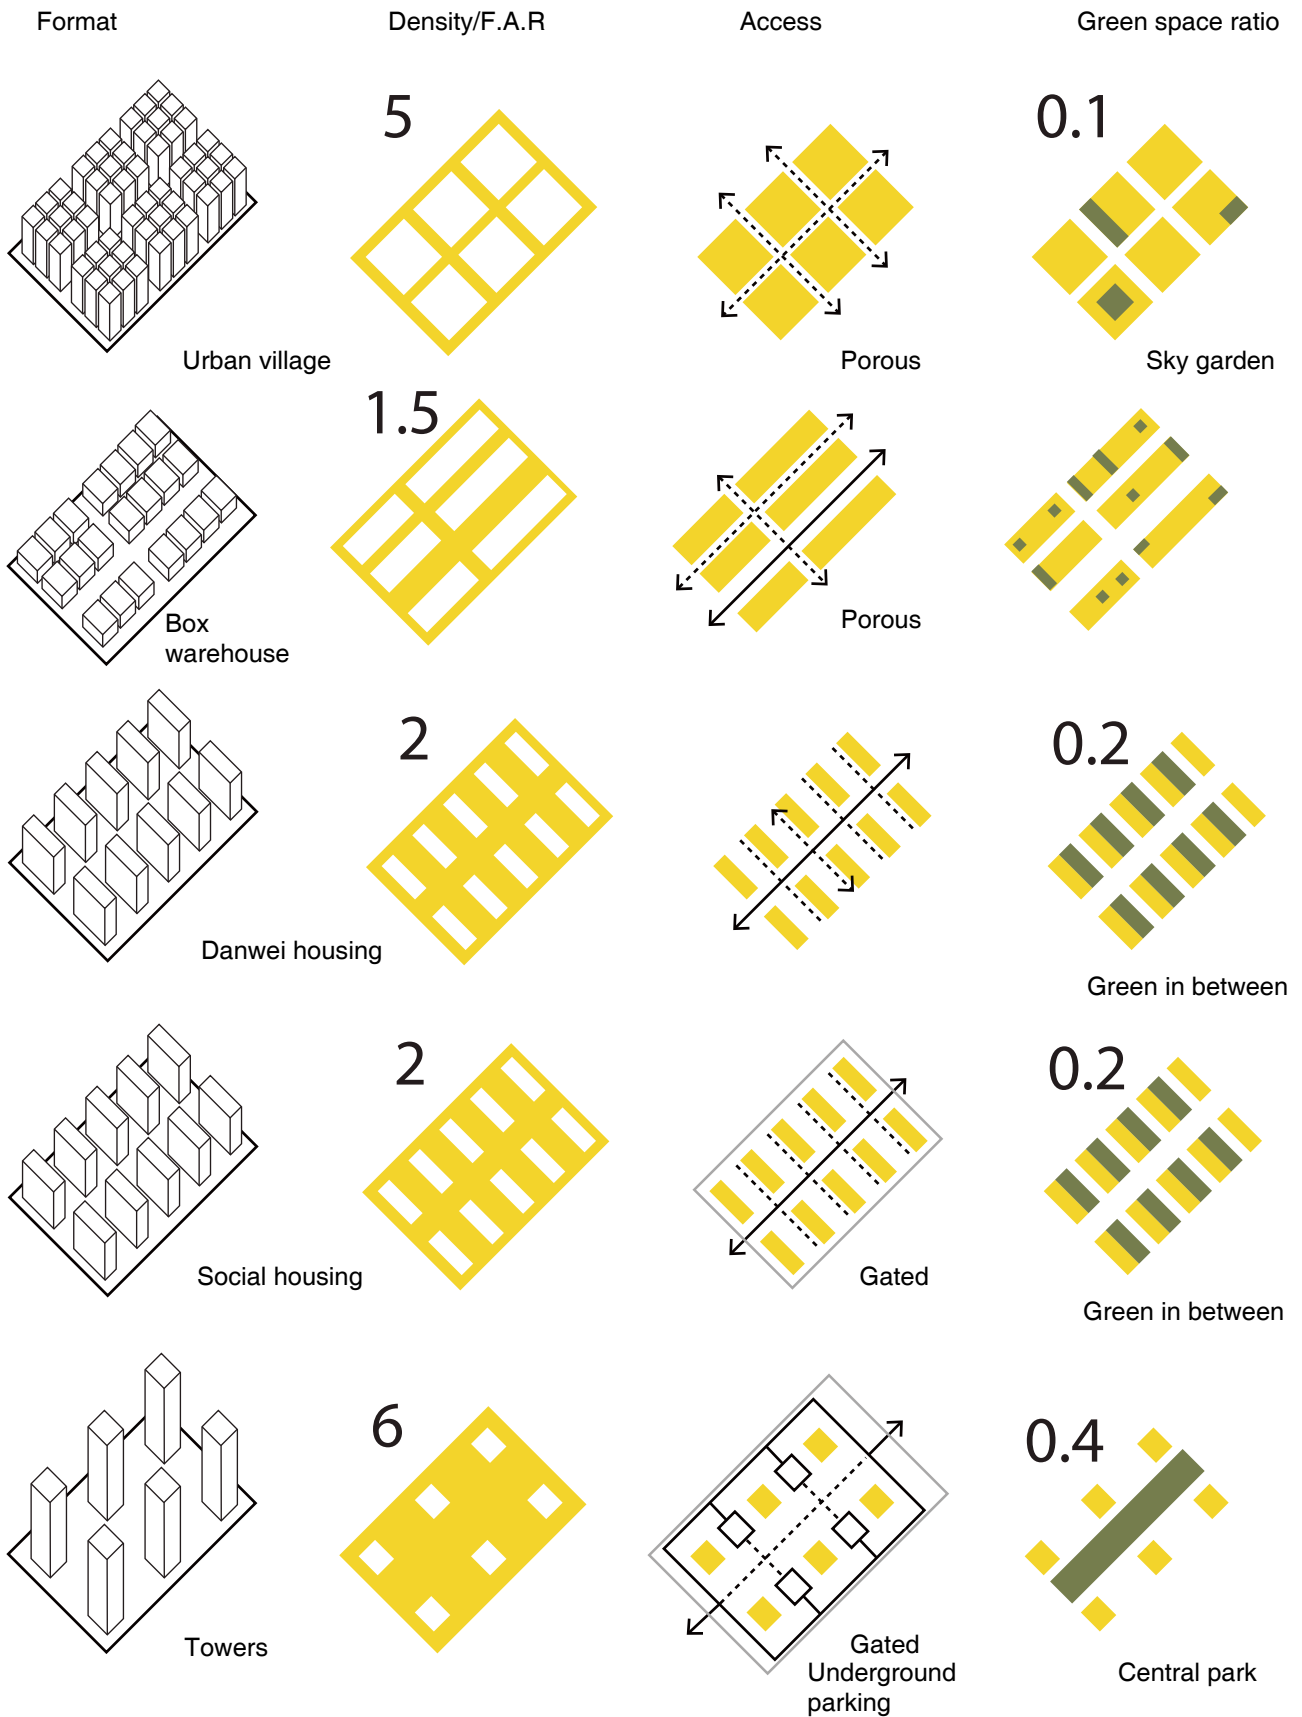 Format
Density/F.A.R
Access
Green space ratio
5
0.1
Urban village
Porous
Sky garden
1.5
Box
warehouse
Porous
2
0.2
Danwei housing
Green in between
2
0.2
Social housing
Gated
Green in between
6
0.4
Towers
Gated
Underground
parking
Central park